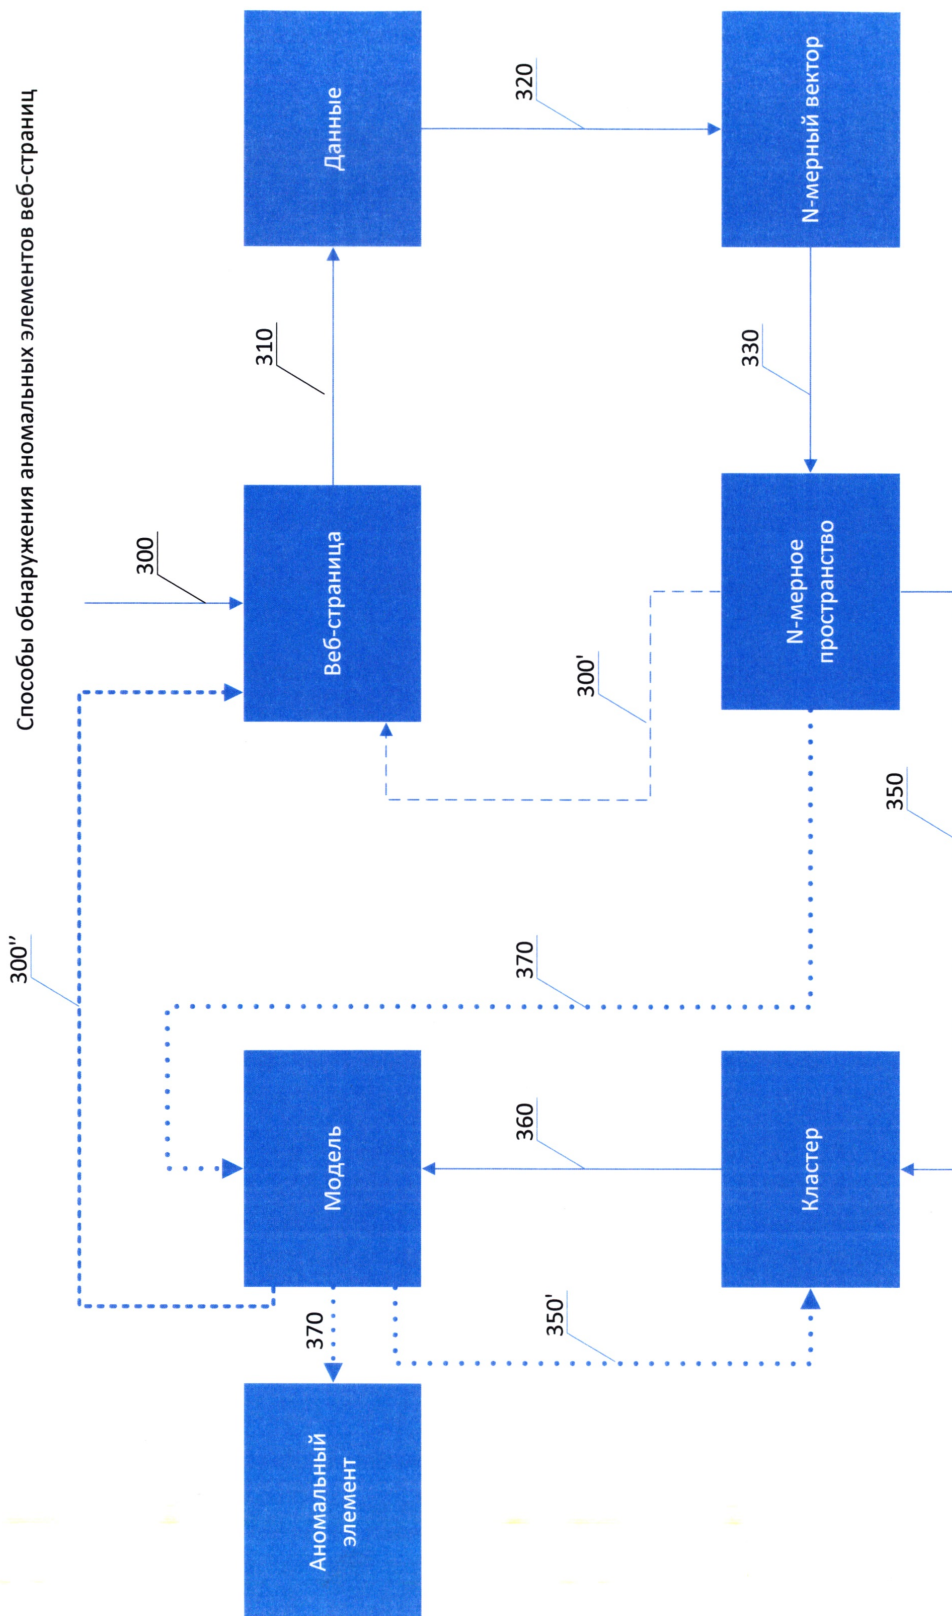 Способы обнаружения аномальных элементов веб-страниц
300''
300
310
Данные
Веб-страница
Модель
370
Аномальный
элемент
320
300'
370
360
350'
N-мерный вектор
330
N-мерное
пространство
Кластер
350